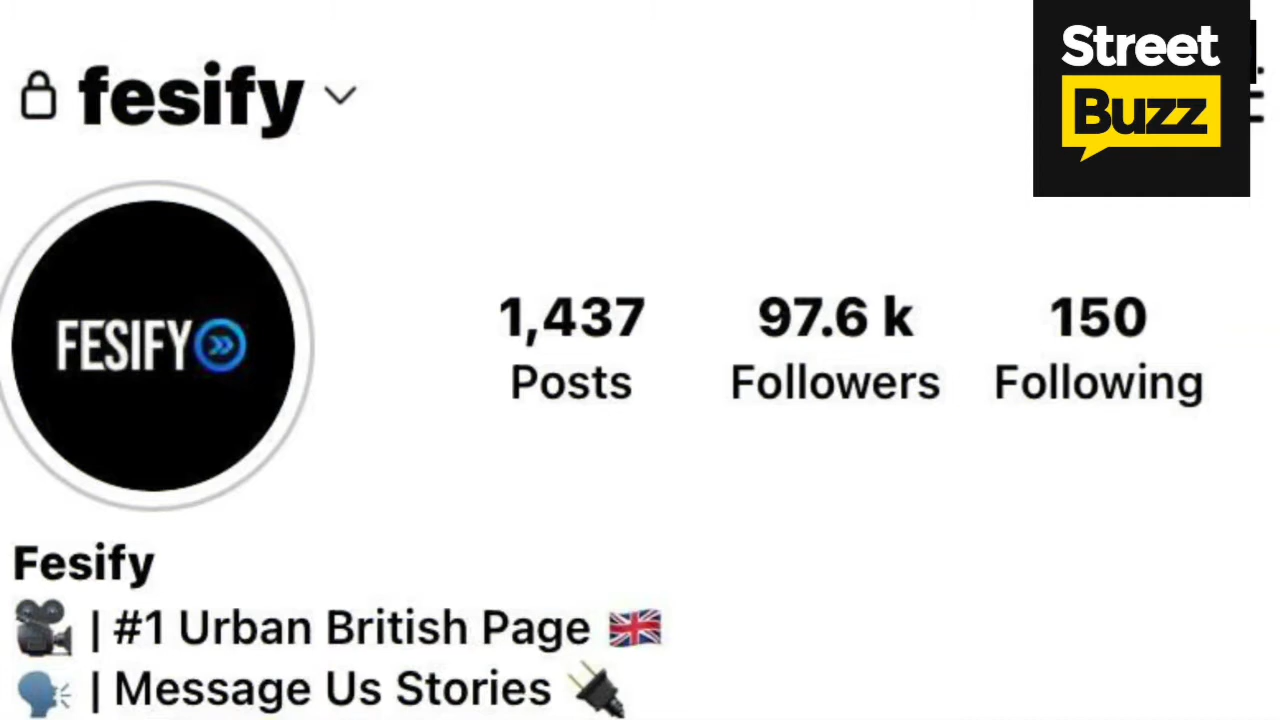 fesify
Street
Buzz
FESIFY
1,437 97.6 k 150
Posts Followers Following
Fesify
🎥 | #1 Urban British Page 🇬🇧
🗣️ | Message Us Stories 🔌